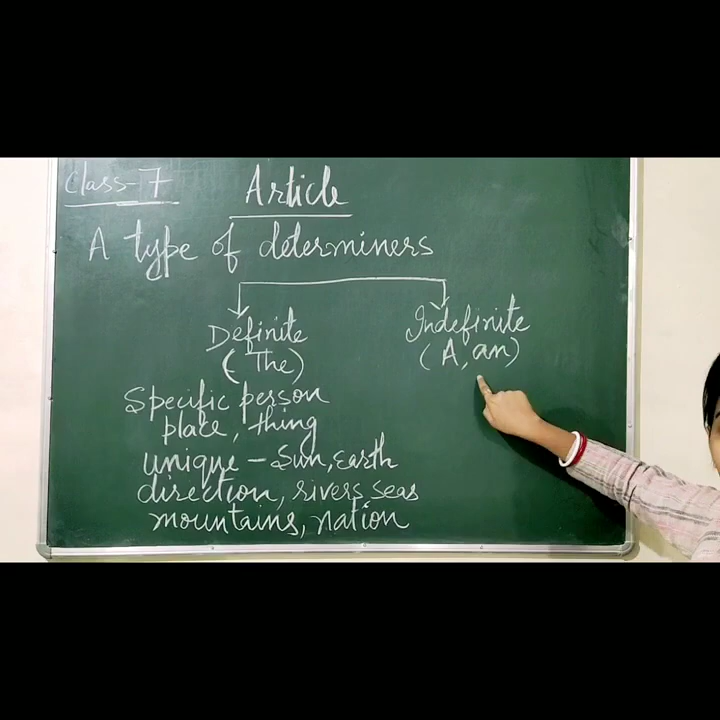 Class-7
Article
A type of determiners
Definite
(The)
Indefinite
(A, an)
Specific person
place, thing
unique - Sun, earth
direction, rivers seas
mountains, nation